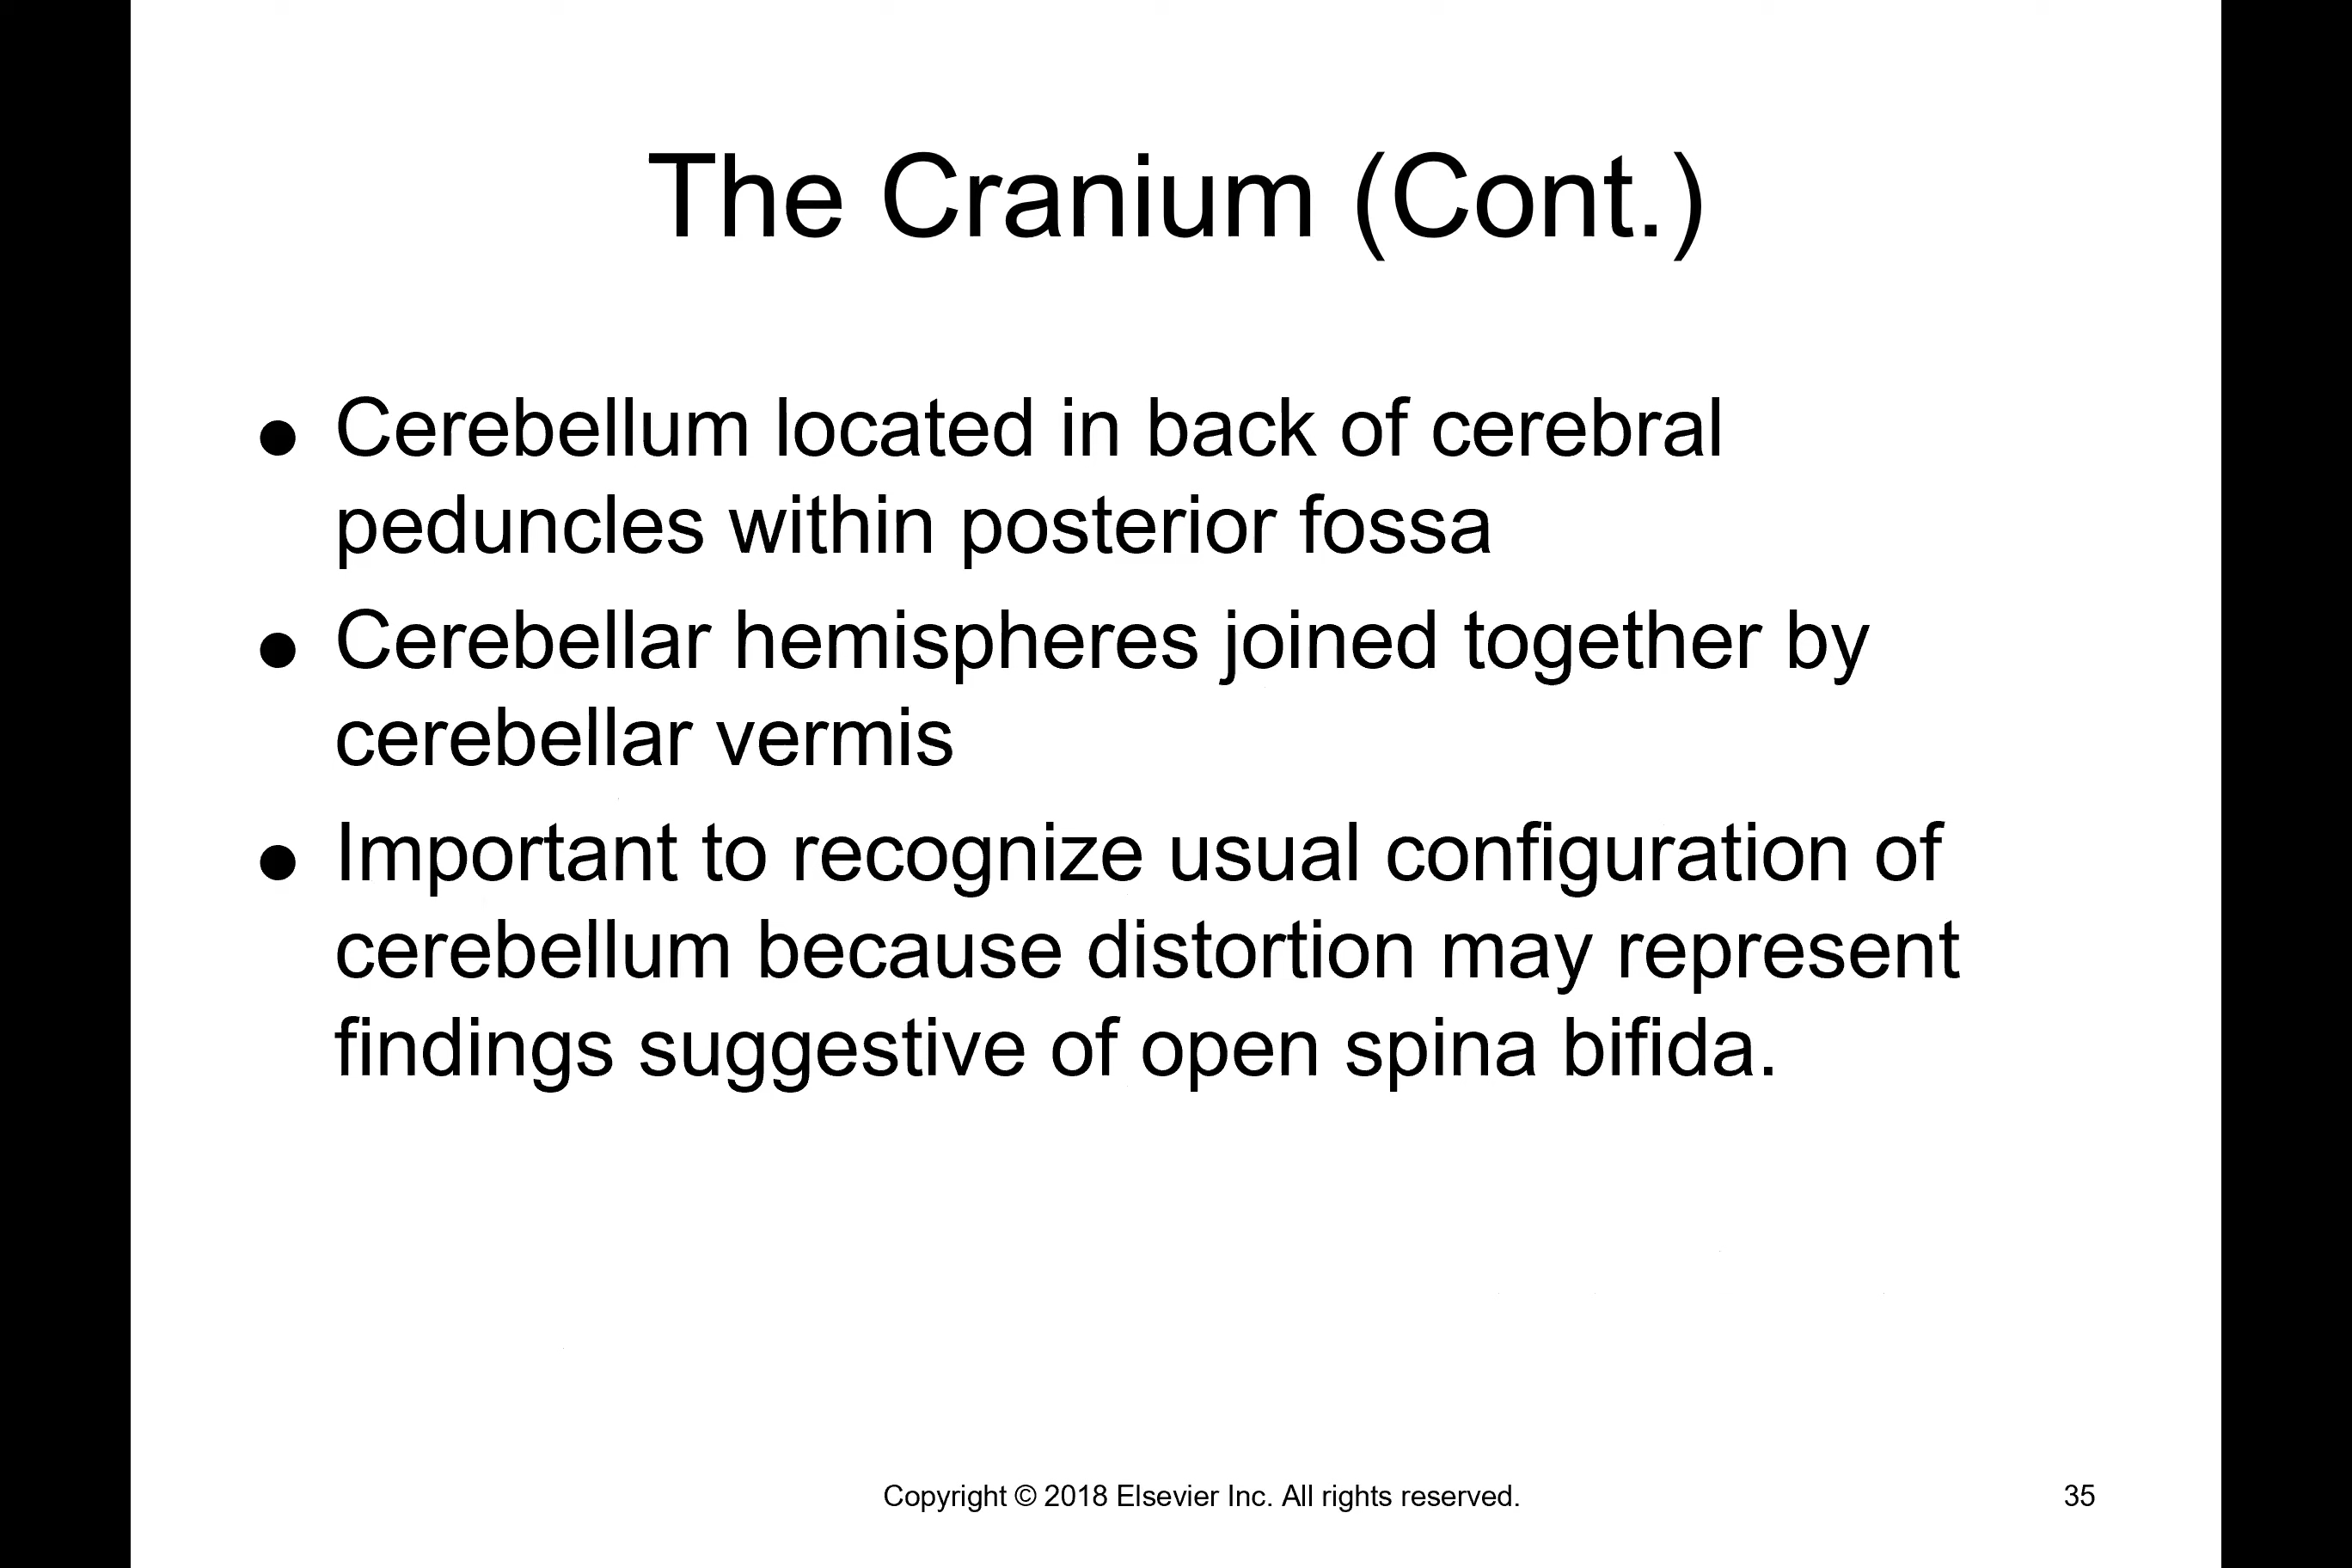 The Cranium (Cont.)
● Cerebellum located in back of cerebral
peduncles within posterior fossa
● Cerebellar hemispheres joined together by
cerebellar vermis
● Important to recognize usual configuration of
cerebellum because distortion may represent
findings suggestive of open spina bifida.
Copyright © 2018 Elsevier Inc. All rights reserved.
35